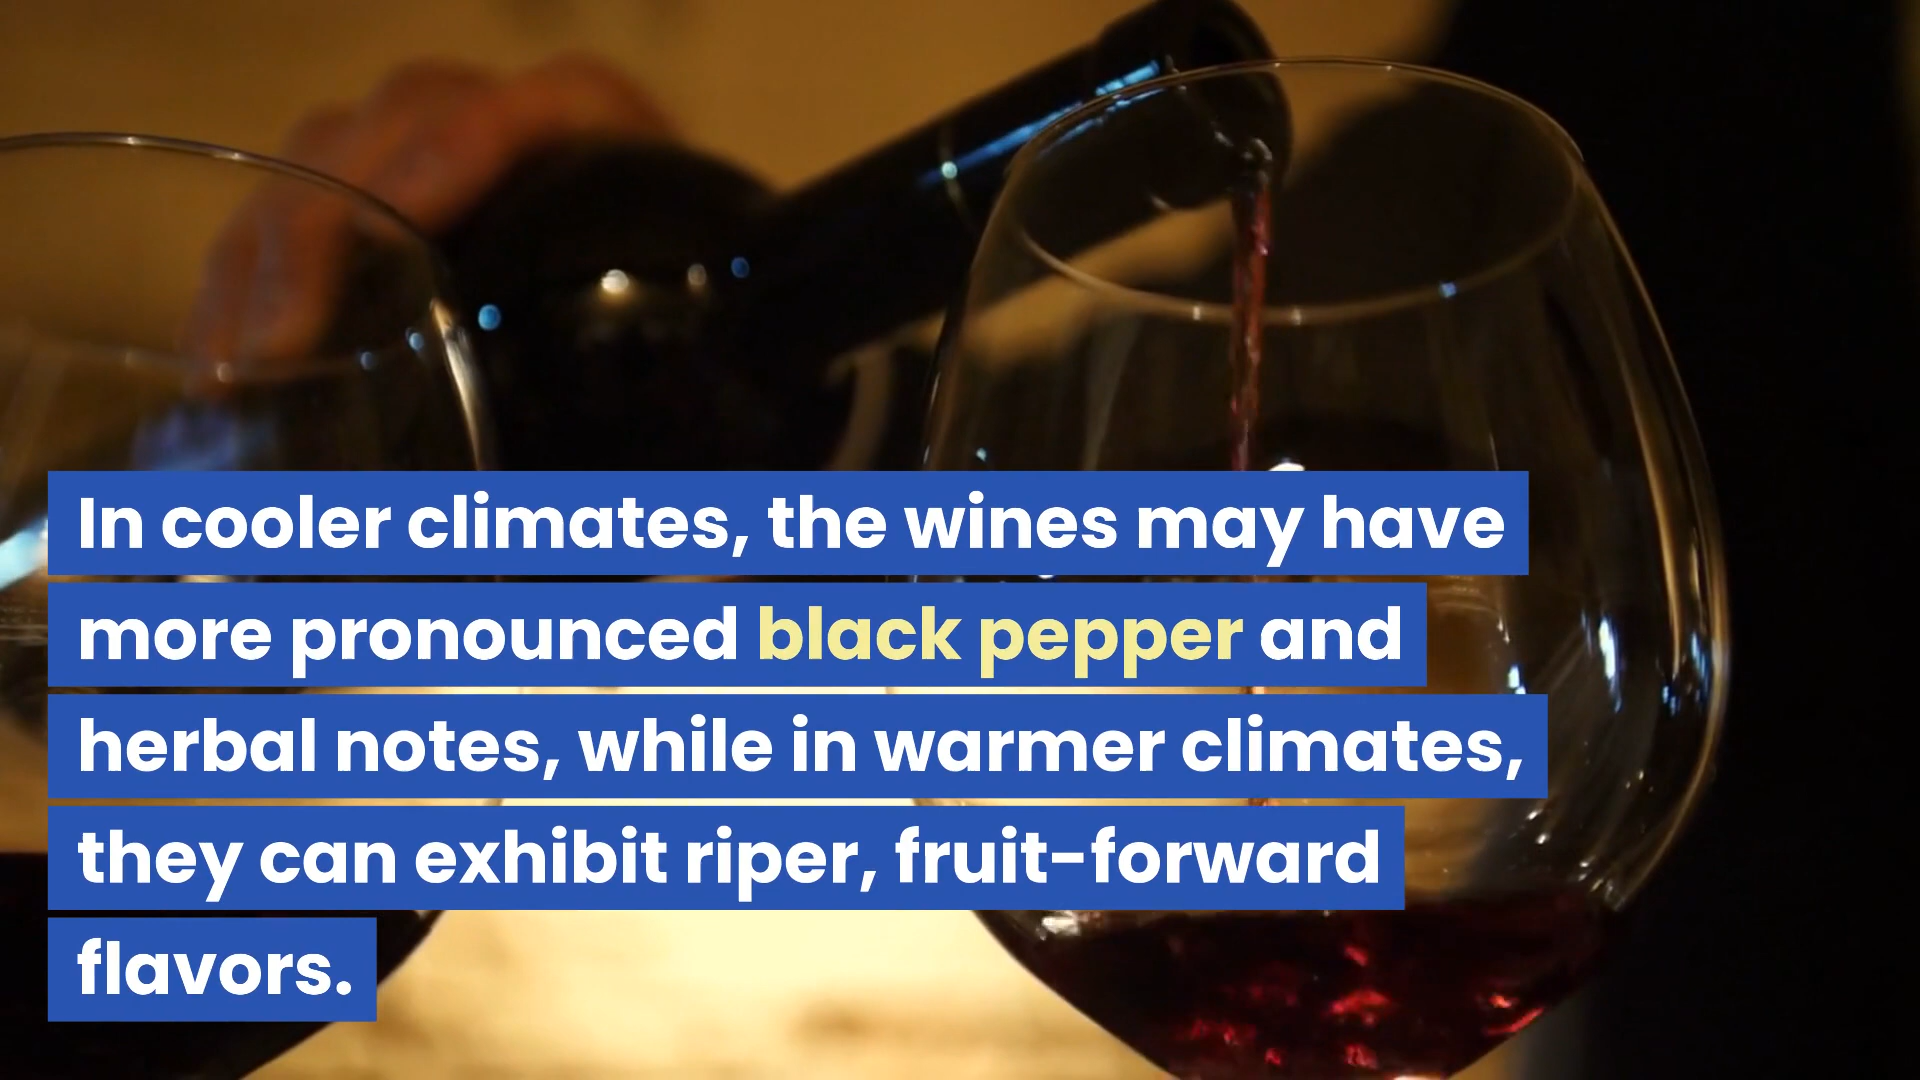 In cooler climates, the wines may have
more pronounced black pepper and
herbal notes, while in warmer climates,
they can exhibit riper, fruit-forward
flavors.